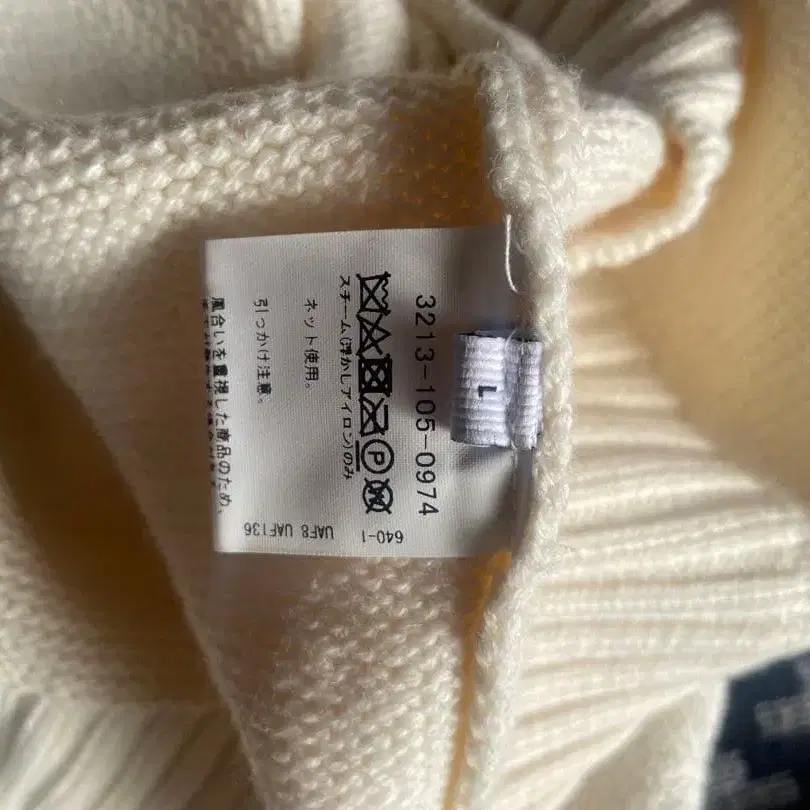 3213-105-0974
スチーム(浮かしアイロン)のみ
ネット使用。
引っかけ注意。
風合いを重視した商品のため、
640-1
UAF8 UAF136
L